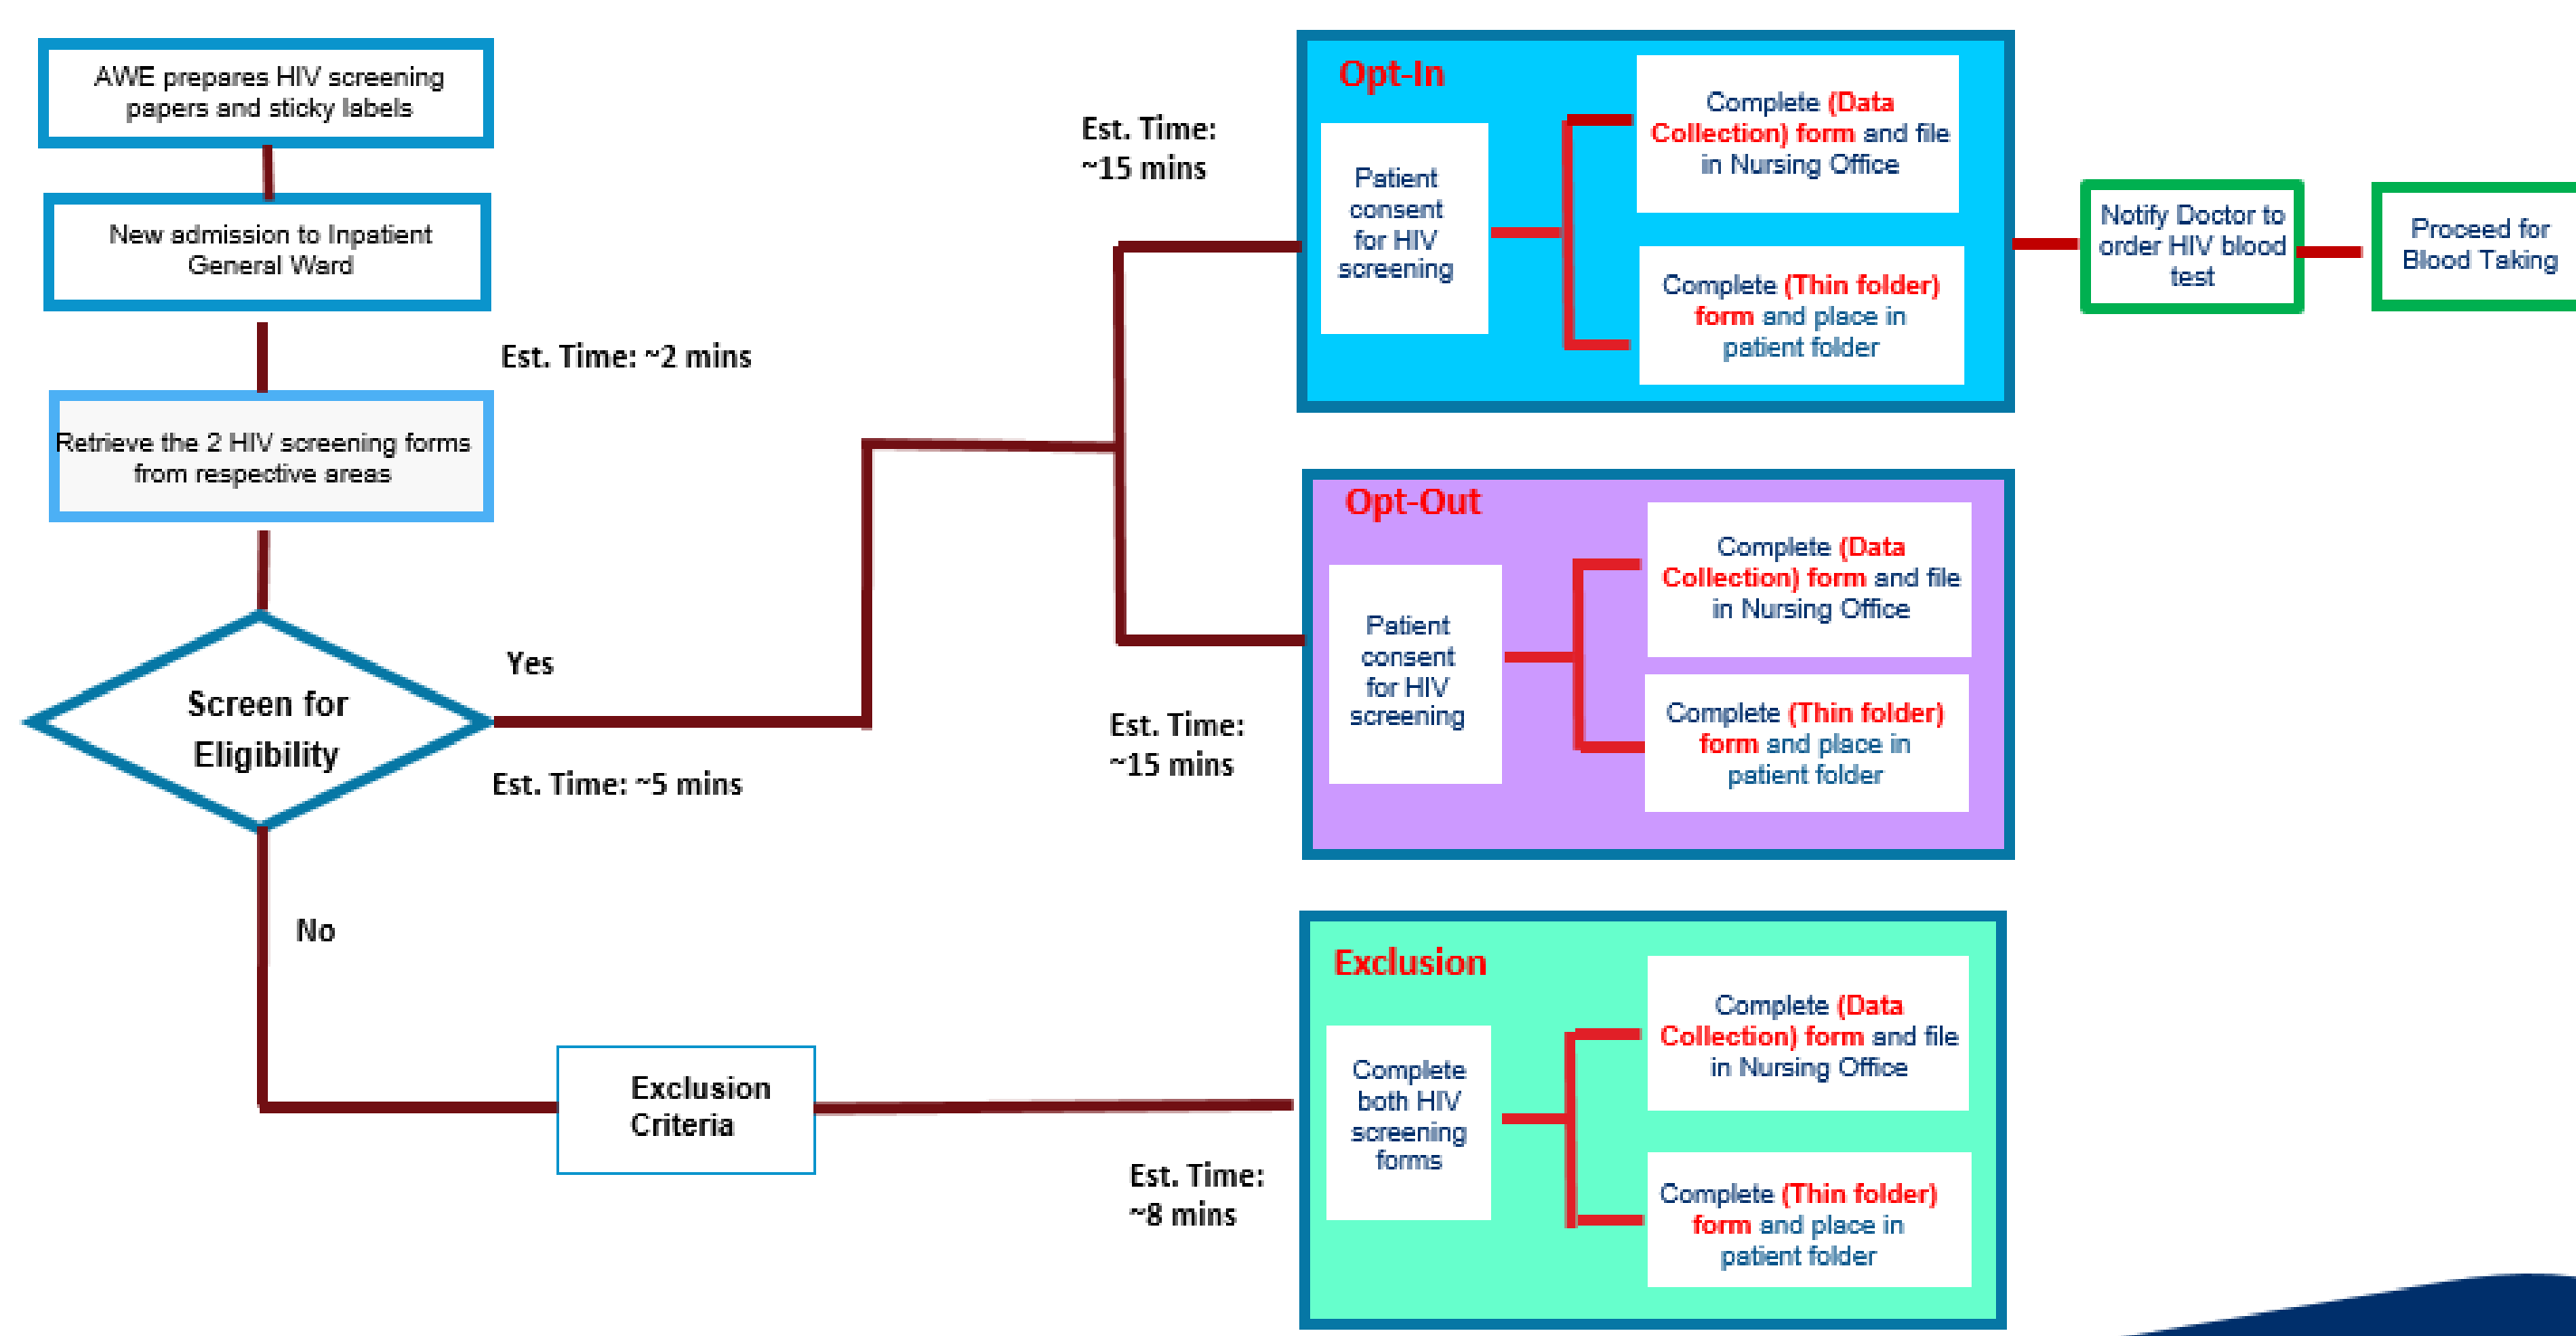 AWE prepares HIV screening
papers and sticky labels
New admission to Inpatient
General Ward
Est. Time: ~2 mins
Retrieve the 2 HIV screening forms
from respective areas
Screen for
Eligibility
Yes
Est. Time: ~5 mins
No
Exclusion
Criteria
Est. Time:
~15 mins
Opt-In
Patient
consent
for HIV
screening
Complete (Data
Collection) form and file
in Nursing Office
Complete (Thin folder)
form and place in
patient folder
Notify Doctor to
order HIV blood
test
Proceed for
Blood Taking
Est. Time:
~15 mins
Opt-Out
Patient
consent
for HIV
screening
Complete (Data
Collection) form and file
in Nursing Office
Complete (Thin folder)
form and place in
patient folder
Est. Time:
~8 mins
Exclusion
Complete
both HIV
screening
forms
Complete (Data
Collection) form and file
in Nursing Office
Complete (Thin folder)
form and place in
patient folder